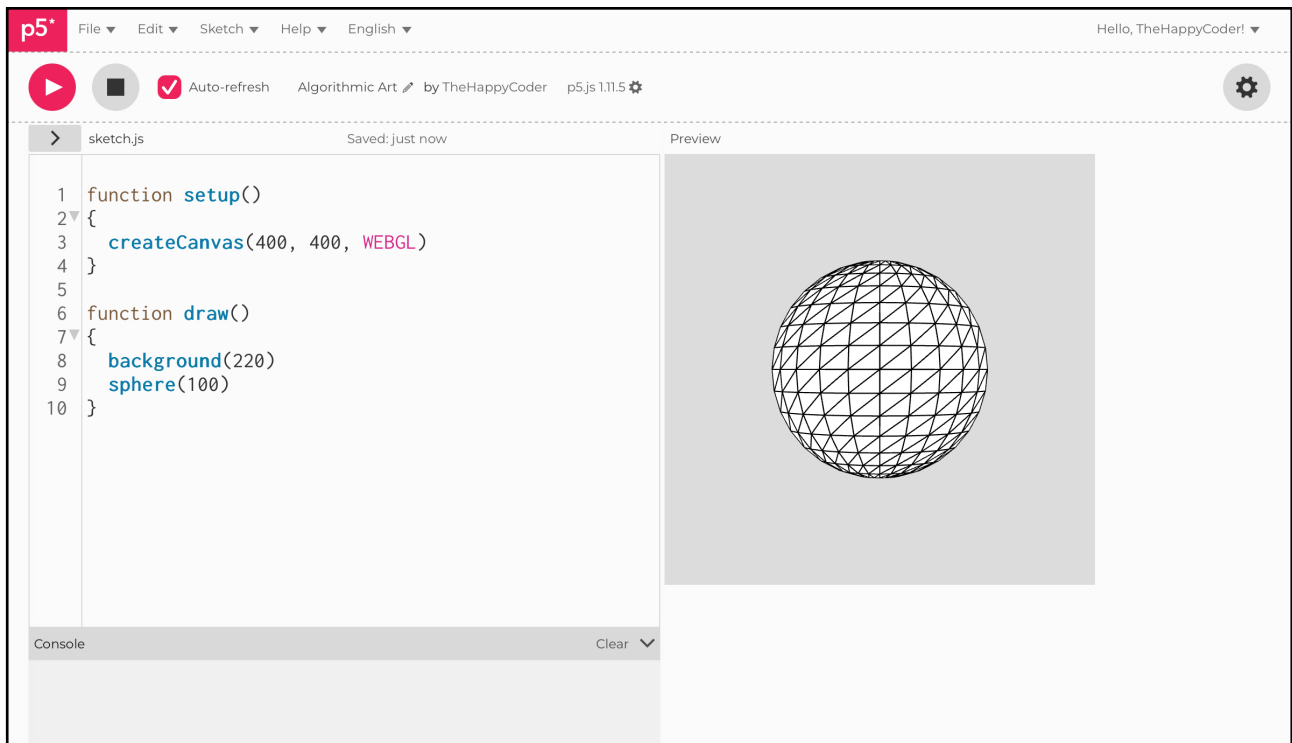 p5* File Edit Sketch Help English Hello, TheHappyCoder!
Auto-refresh Algorithmic Art by TheHappyCoder p5.js 1.11.5
sketch.js Saved: just now Preview
1 function setup()
2 {
3 createCanvas(400, 400, WEBGL)
4 }
5
6 function draw()
7 {
8 background(220)
9 sphere(100)
10 }
Console Clear